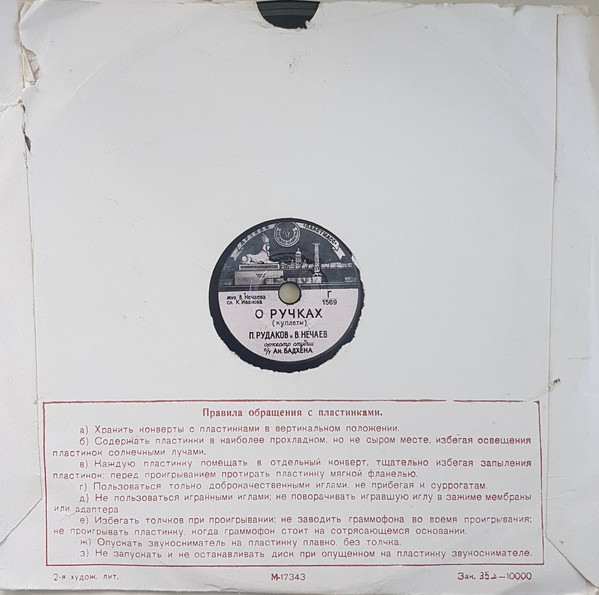 АРТЕЛЬ ПЛАСТМАСС
муз. В. Нечаева
сл. К. Иванова
Г
1569
О РУЧКАХ
(куплеты)
П. РУДАКОВ и В. НЕЧАЕВ
оркестр студии
п/у Ан. БАДХЕНА
Правила обращения с пластинками.
а) Хранить конверты с пластинками в вертикальном положении.
б) Содержать пластинки в наиболее прохладном, но не сыром месте, избегая освещения
пластинок солнечными лучами.
в) Каждую пластинку помещать в отдельный конверт, тщательно избегая запыления
пластинок; перед проигрыванием протирать пластинку мягкой фланелью.
г) Пользоваться только доброкачественными иглами, не прибегая к суррогатам.
д) Не пользоваться игранными иглами; не поворачивать игравшую иглу в зажиме мембраны
или адаптера
е) Избегать толчков при проигрывании; не заводить граммофона во время проигрывания;
не проигрывать пластинку, когда граммофон стоит на сотрясающемся основании.
ж) Опускать звукосниматель на пластинку плавно, без толчка.
з) Не запускать и не останавливать диск при опущенном на пластинку звукоснимателе.
2-я худож. лит.
М-17343
Зак. 352—10000